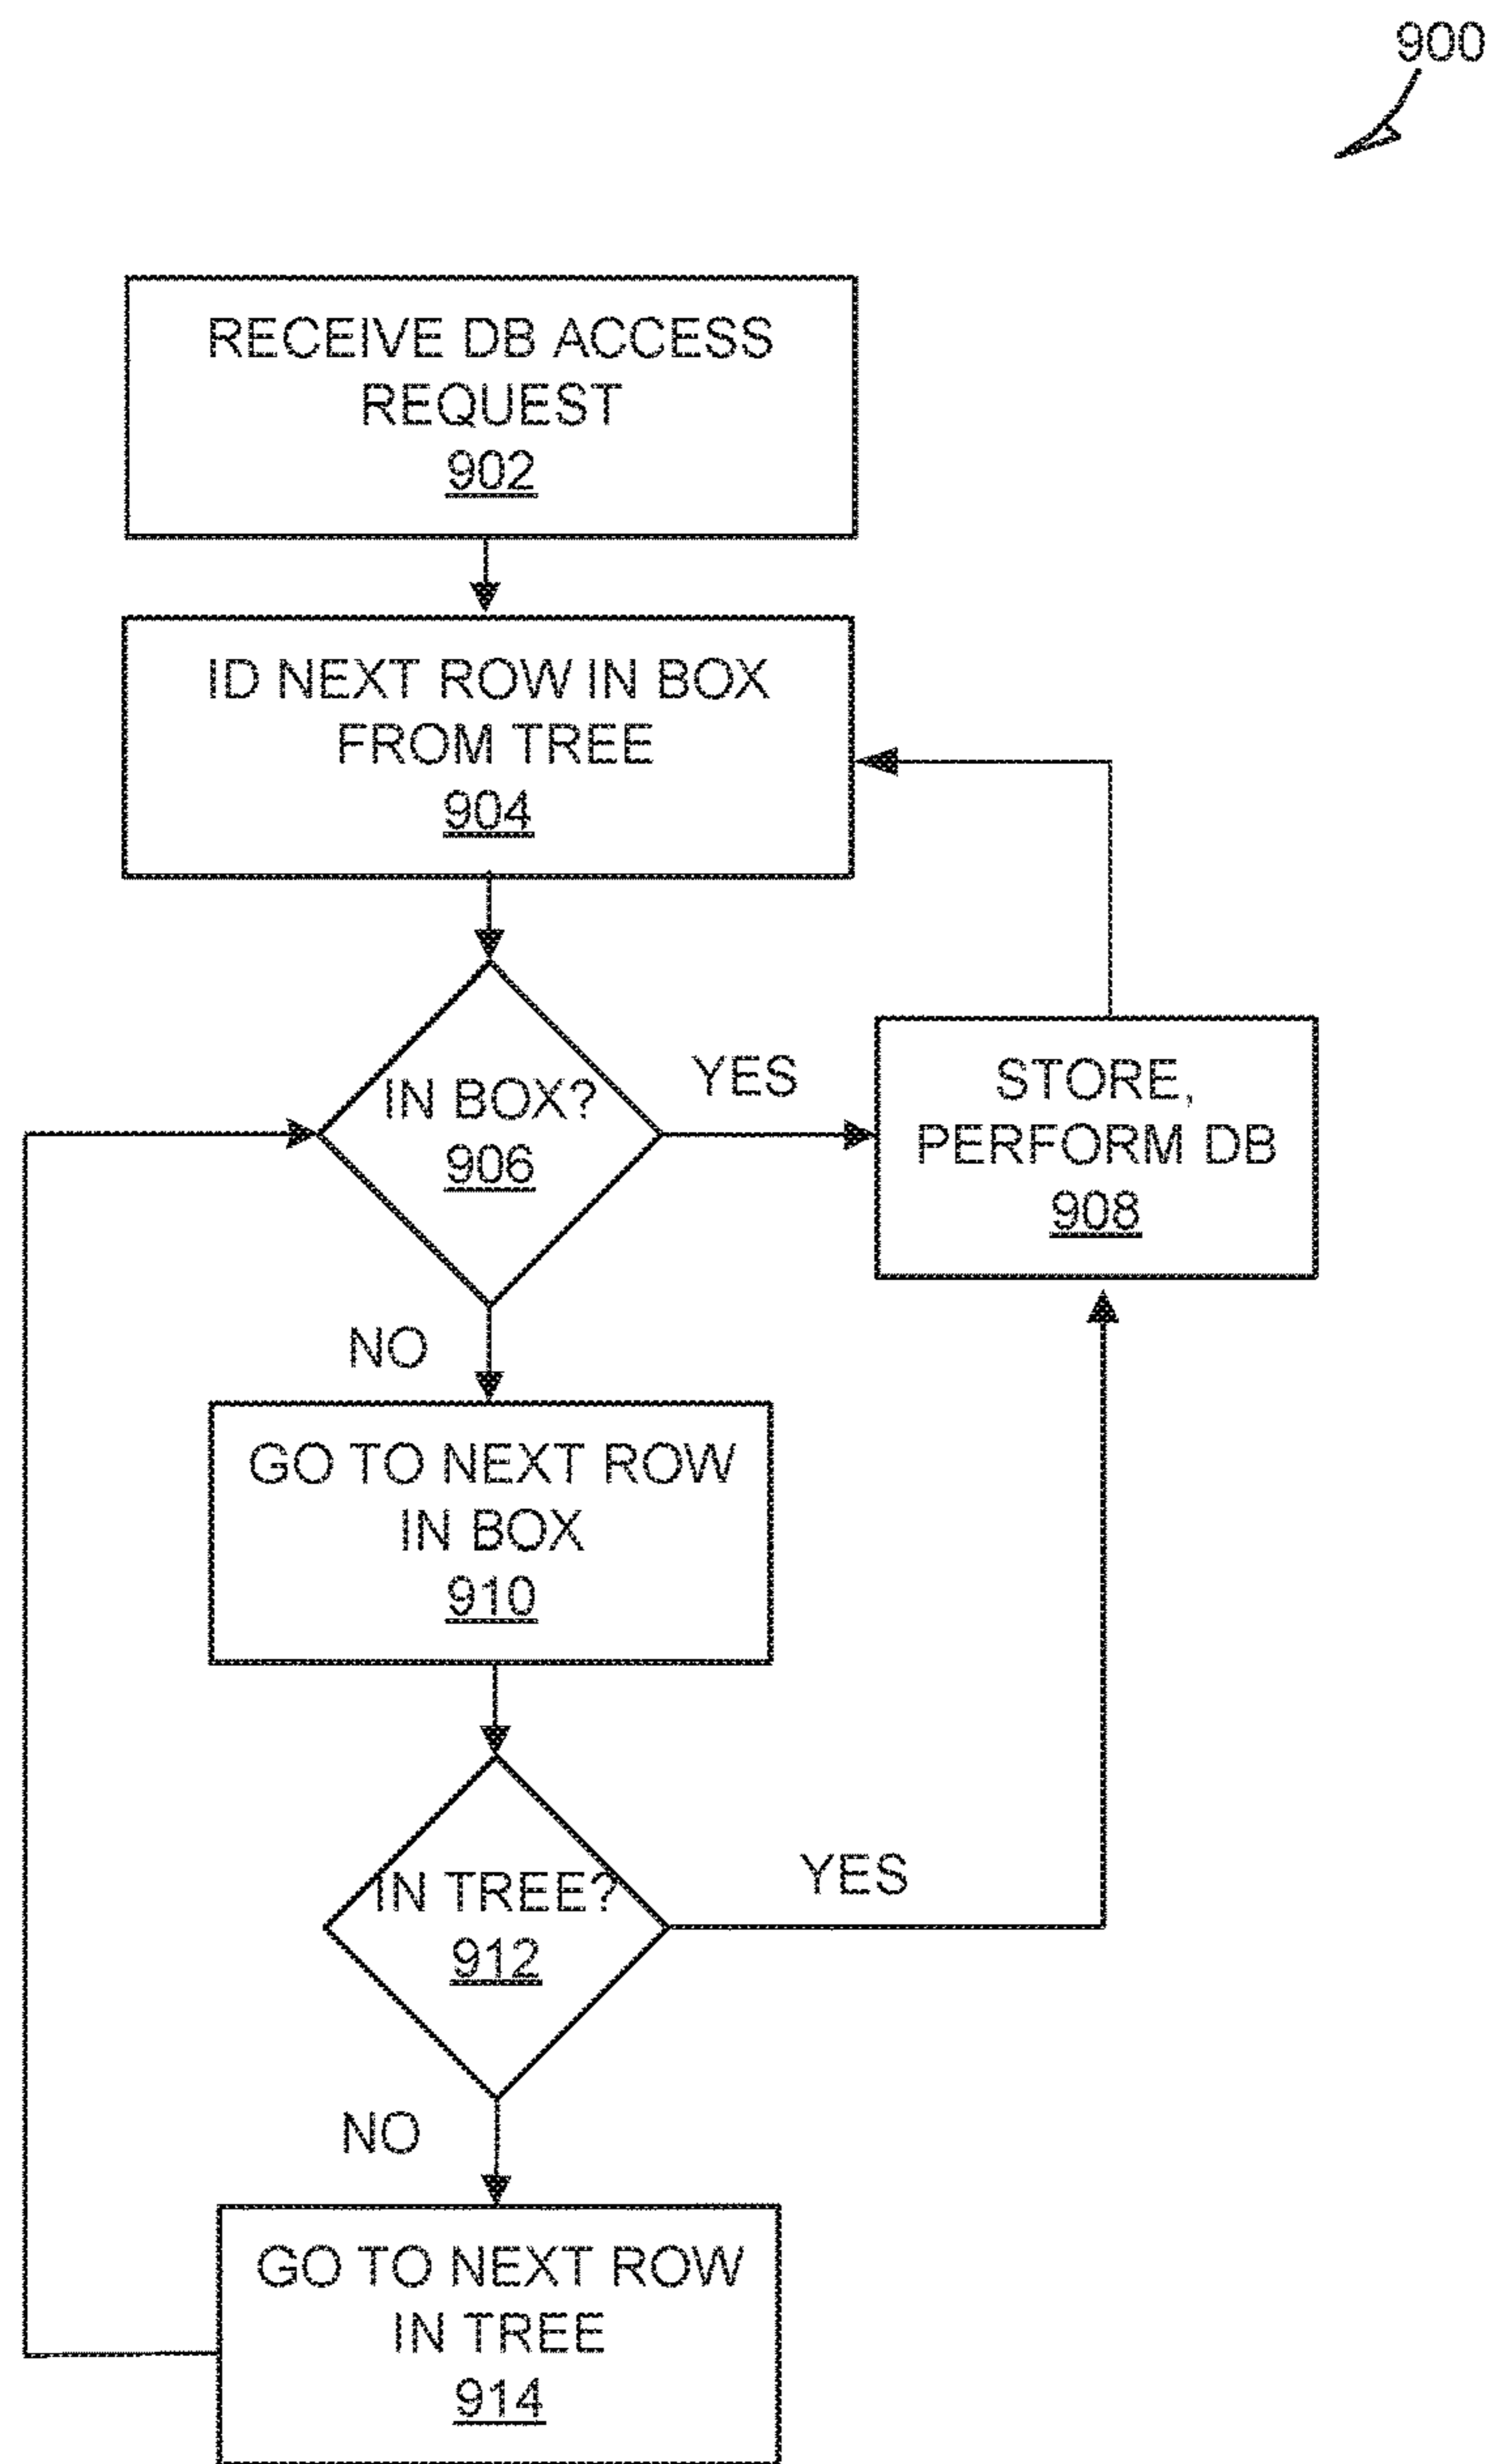 900
RECEIVE DB ACCESS
REQUEST
902
ID NEXT ROW IN BOX
FROM TREE
904
IN BOX?
906
YES
STORE,
PERFORM DB
908
NO
GO TO NEXT ROW
IN BOX
910
IN TREE?
912
YES
NO
GO TO NEXT ROW
IN TREE
914